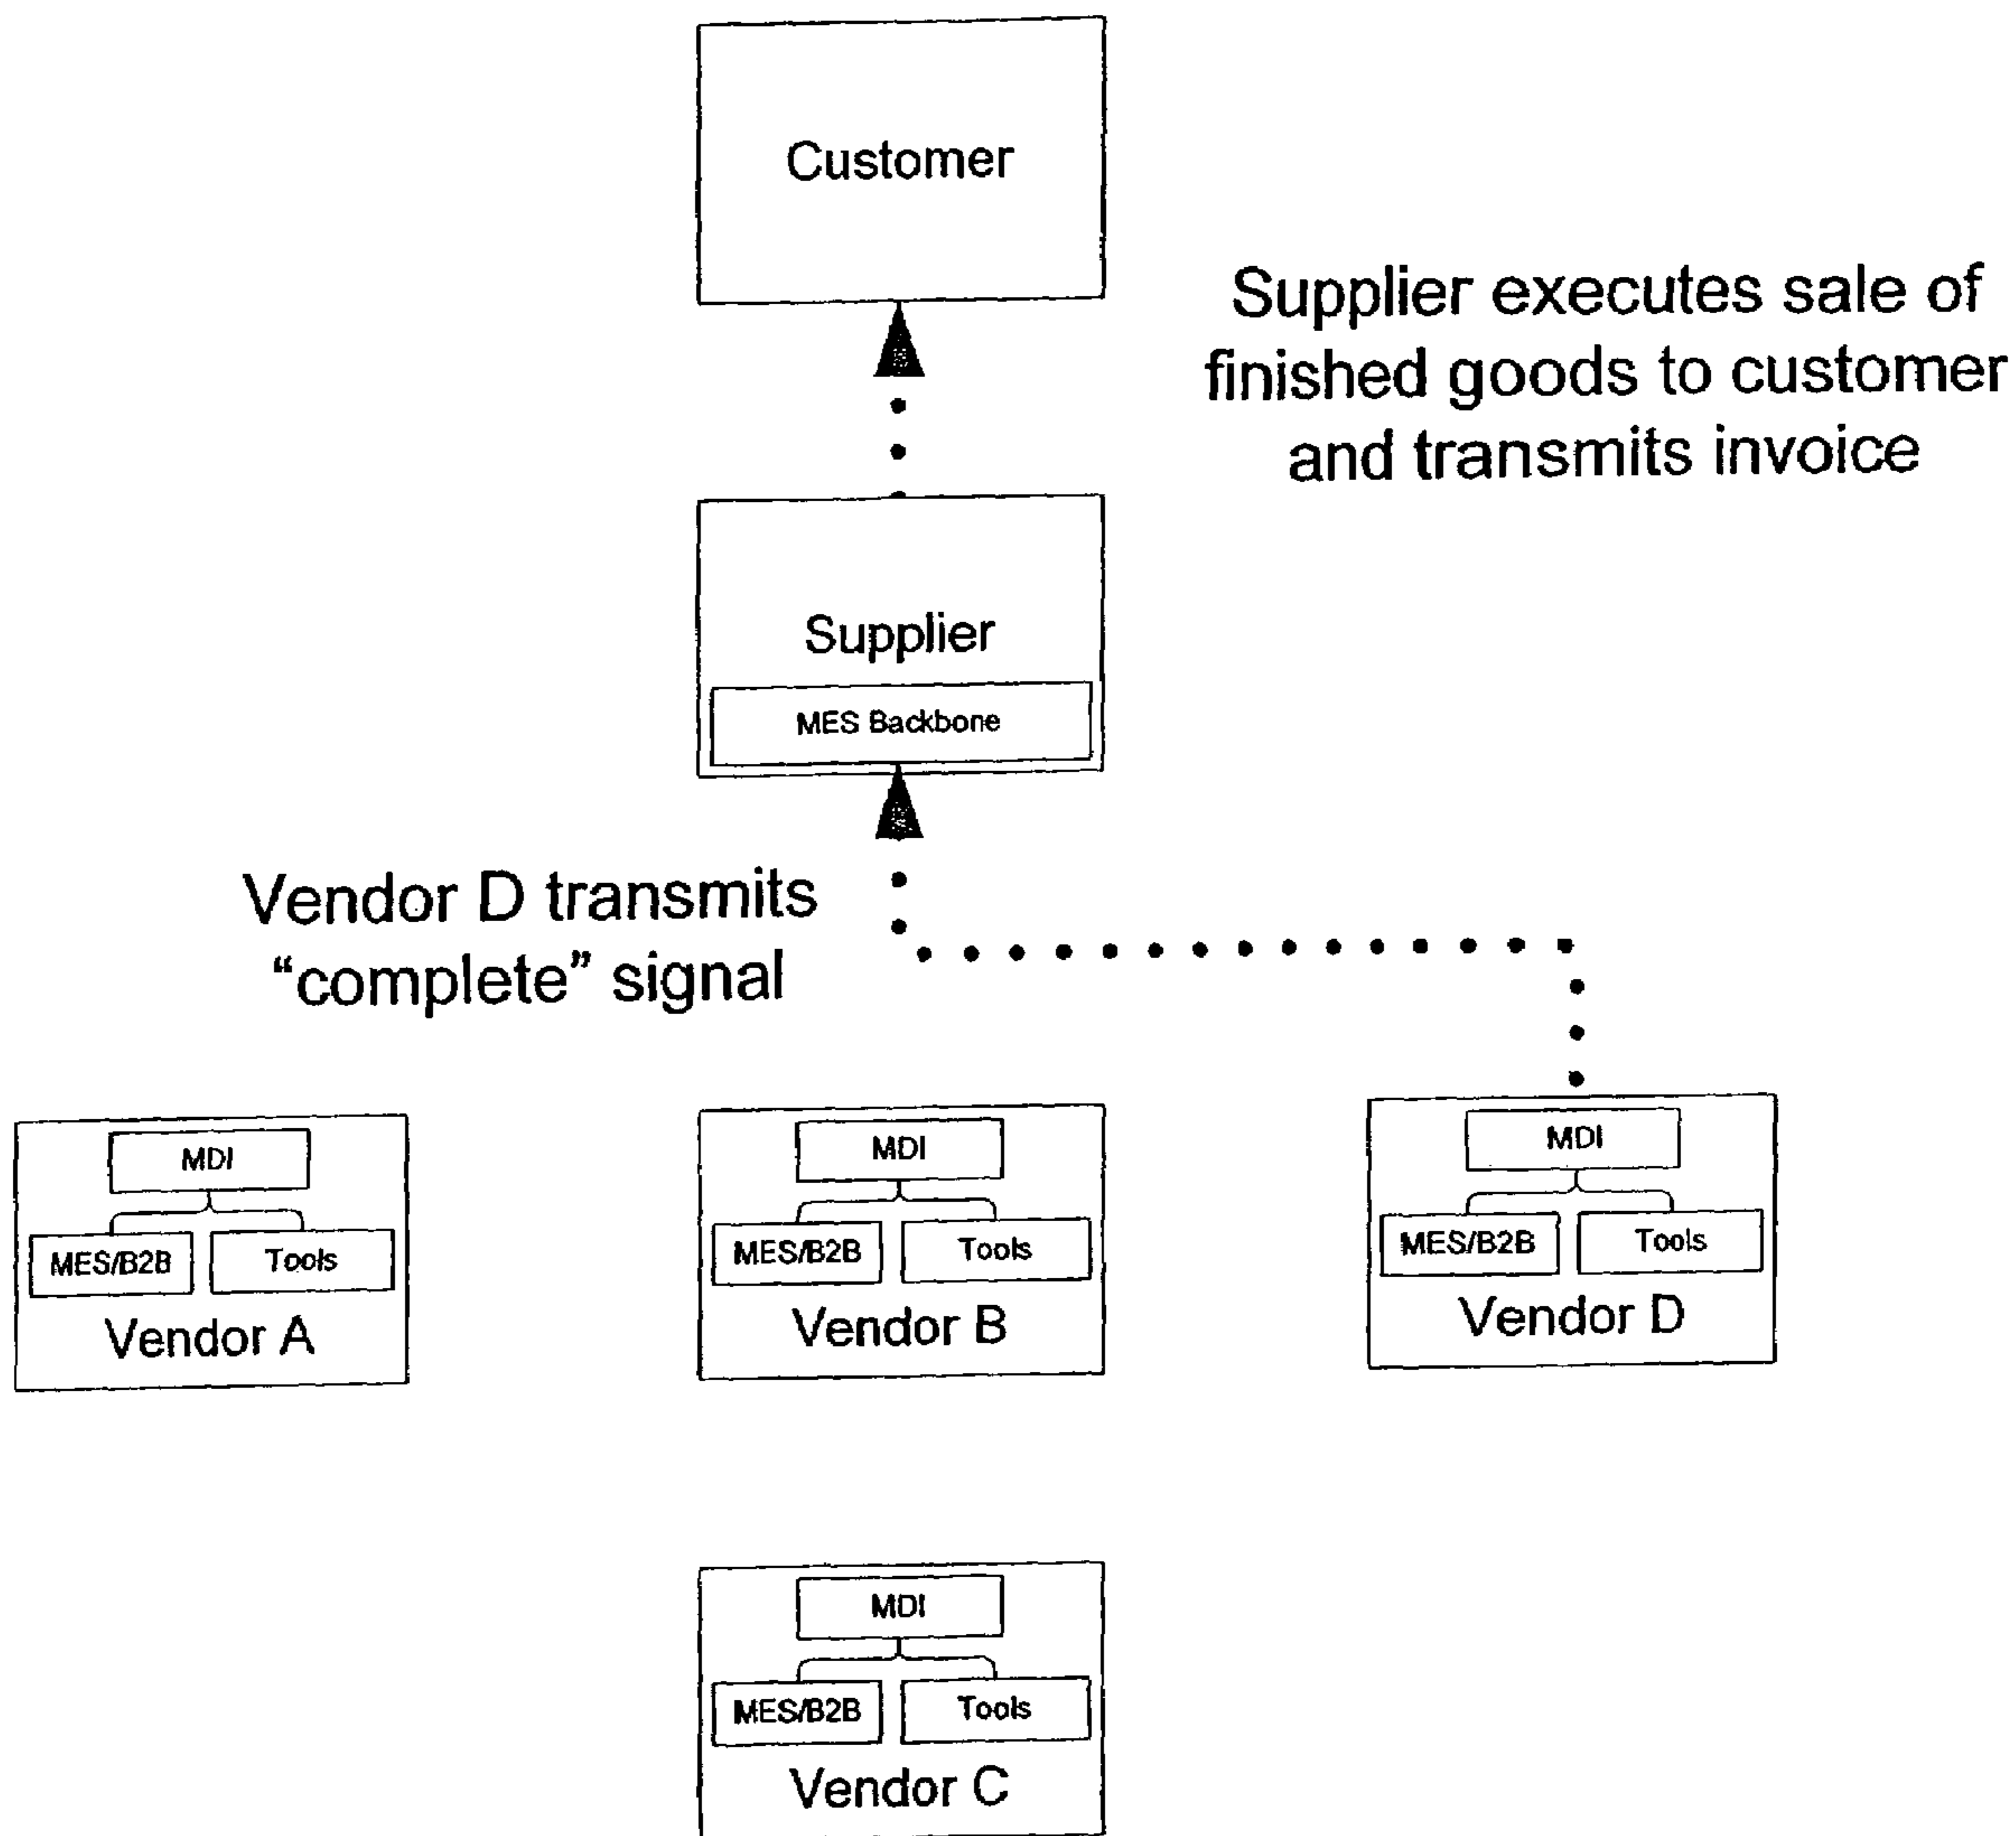 Customer
Supplier executes sale of
finished goods to customer
and transmits invoice
Supplier
MES Backbone
Vendor D transmits
“complete” signal
MDI
MES/B2B
Tools
Vendor A
MDI
MES/B2B
Tools
Vendor B
MDI
MES/B2B
Tools
Vendor D
MDI
MES/B2B
Tools
Vendor C